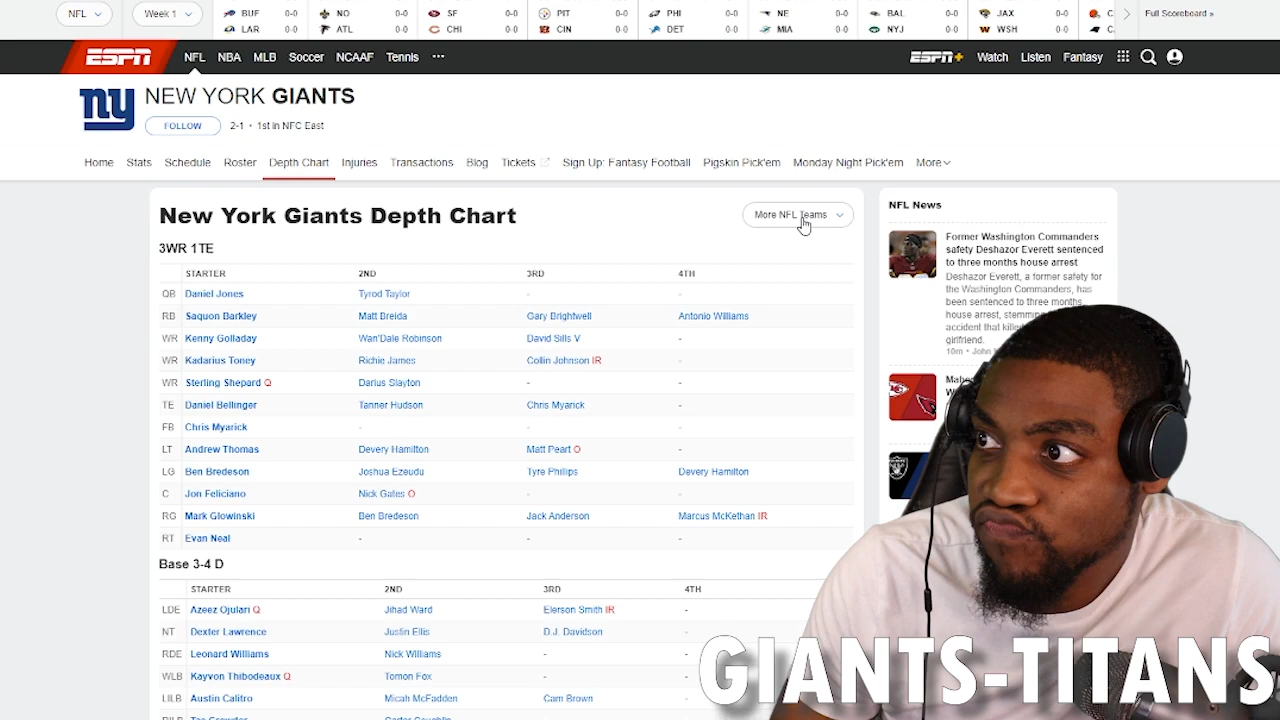 NFL Week 1 BUF 0-0 NO 0-0 SF 0-0 PIT 0-0 PHI 0-0 NE 0-0 BAL 0-0 JAX 0-0 Full Scoreboard »
LAR 0-0 ATL 0-0 CHI 0-0 CIN 0-0 DET 0-0 MIA 0-0 NYJ 0-0 WSH 0-0
ESPN NFL NBA MLB Soccer NCAAF Tennis ... ESPN+ Watch Listen Fantasy
ny NEW YORK GIANTS
FOLLOW 2-1 • 1st in NFC East
Home Stats Schedule Roster Depth Chart Injuries Transactions Blog Tickets Sign Up: Fantasy Football Pigskin Pick'em Monday Night Pick'em More
New York Giants Depth Chart
More NFL Teams
3WR 1TE
STARTER 2ND 3RD 4TH
QB Daniel Jones Tyrod Taylor - -
RB Saquon Barkley Matt Breida Gary Brightwell Antonio Williams
WR Kenny Golladay Wan'Dale Robinson David Sills V -
WR Kadarius Toney Richie James Collin Johnson IR -
WR Sterling Shepard Q Darius Slayton - -
TE Daniel Bellinger Tanner Hudson Chris Myarick -
FB Chris Myarick - - -
LT Andrew Thomas Devery Hamilton Matt Peart O -
LG Ben Bredeson Joshua Ezeudu Tyre Phillips Devery Hamilton
C Jon Feliciano Nick Gates O - -
RG Mark Glowinski Ben Bredeson Jack Anderson Marcus McKethan IR
RT Evan Neal - - -
Base 3-4 D
STARTER 2ND 3RD 4TH
LDE Azeez Ojulari Q Jihad Ward Elerson Smith IR -
NT Dexter Lawrence Justin Ellis D.J. Davidson -
RDE Leonard Williams Nick Williams - -
WLB Kayvon Thibodeaux Q Tomon Fox - -
LILB Austin Calitro Micah McFadden Cam Brown -
NFL News
Former Washington Commanders
safety Deshazor Everett sentenced
to three months house arrest
Deshazor Everett, a former safety for
the Washington Commanders, has
been sentenced to three months
house arrest, stemming
accident that killed
girlfriend.
10m • John
GIANTS-TITANS